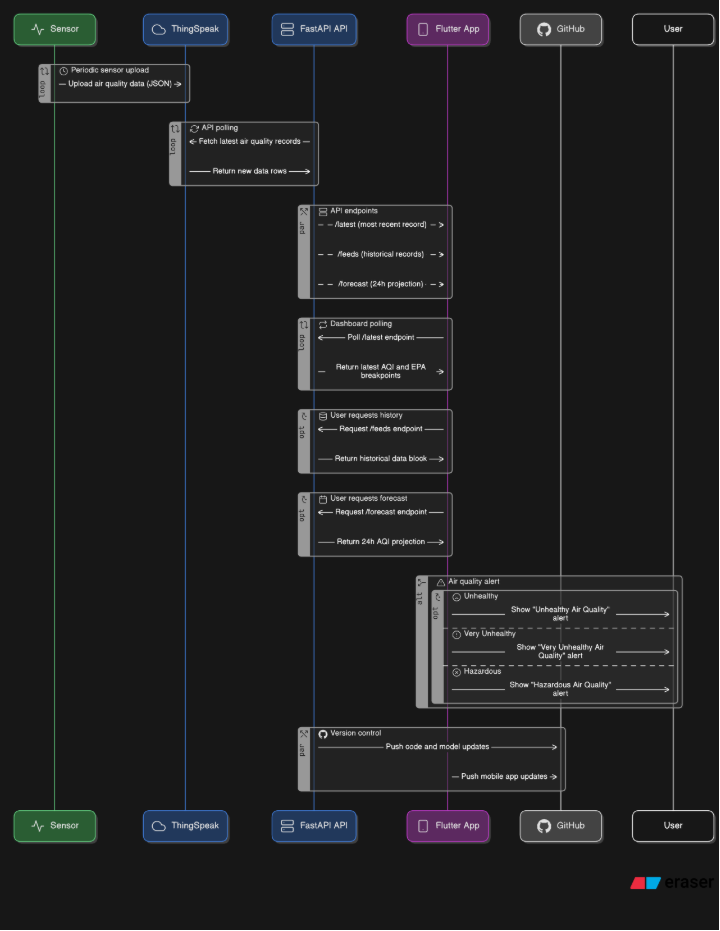 Sensor
ThingSpeak
FastAPI API
Flutter App
GitHub
User
loop
Periodic sensor upload
Upload air quality data (JSON)
loop
API polling
Fetch latest air quality records
Return new data rows
par
API endpoints
/latest (most recent record)
/feeds (historical records)
/forecast (24h projection)
loop
Dashboard polling
Poll /latest endpoint
Return latest AQI and EPA
breakpoints
opt
User requests history
Request /feeds endpoint
Return historical data block
opt
User requests forecast
Request /forecast endpoint
Return 24h AQI projection
alt
Air quality alert
opt
Unhealthy
Show "Unhealthy Air Quality"
alert
Very Unhealthy
Show "Very Unhealthy Air
Quality" alert
Hazardous
Show "Hazardous Air Quality"
alert
par
Version control
Push code and model updates
Push mobile app updates
Sensor
ThingSpeak
FastAPI API
Flutter App
GitHub
User
eraser